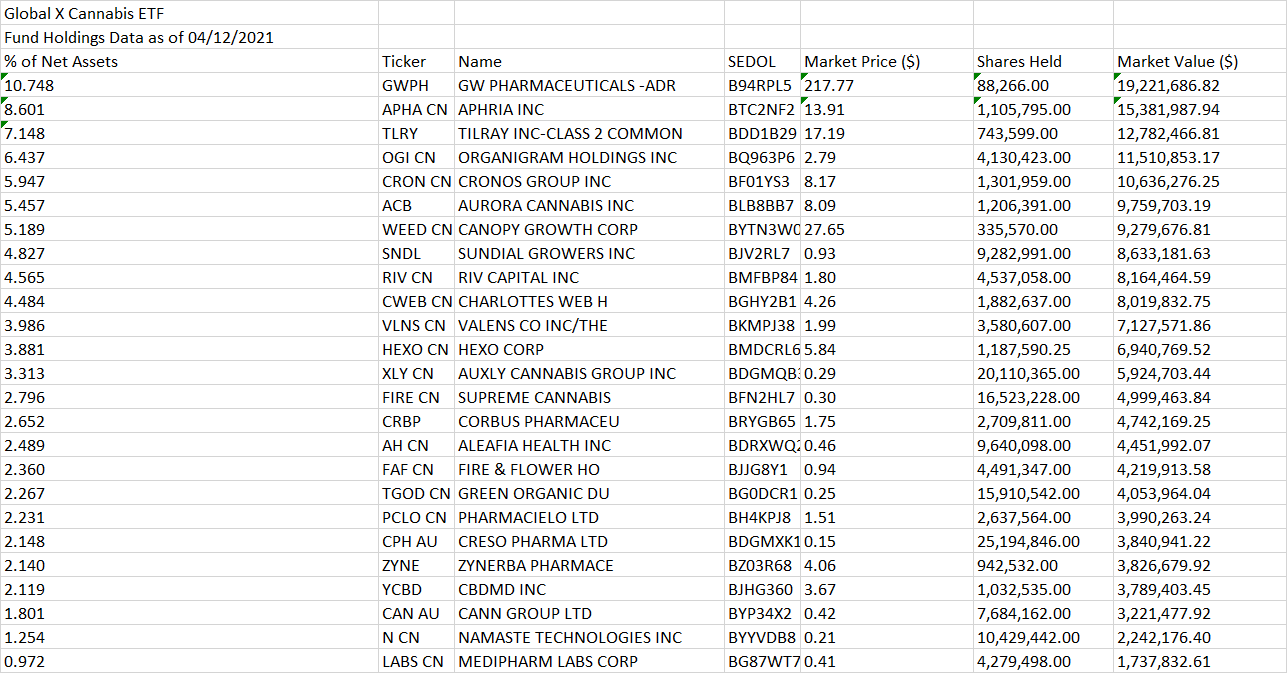 Global X Cannabis ETF
Fund Holdings Data as of 04/12/2021
% of Net Assets Ticker Name SEDOL Market Price ($) Shares Held Market Value ($)
10.748 GWPH GW PHARMACEUTICALS -ADR B94RPL5 217.77 88,266.00 19,221,686.82
8.601 APHA CN APHRIA INC BTC2NF2 13.91 1,105,795.00 15,381,987.94
7.148 TLRY TILRAY INC-CLASS 2 COMMON BDD1B29 17.19 743,599.00 12,782,466.81
6.437 OGI CN ORGANIGRAM HOLDINGS INC BQ963P6 2.79 4,130,423.00 11,510,853.17
5.947 CRON CN CRONOS GROUP INC BF01YS3 8.17 1,301,959.00 10,636,276.25
5.457 ACB AURORA CANNABIS INC BLB8BB7 8.09 1,206,391.00 9,759,703.19
5.189 WEED CN CANOPY GROWTH CORP BYTN3W0 27.65 335,570.00 9,279,676.81
4.827 SNDL SUNDIAL GROWERS INC BJV2RL7 0.93 9,282,991.00 8,633,181.63
4.565 RIV CN RIV CAPITAL INC BMFBP84 1.80 4,537,058.00 8,164,464.59
4.484 CWEB CN CHARLOTTES WEB H BGHY2B1 4.26 1,882,637.00 8,019,832.75
3.986 VLNS CN VALENS CO INC/THE BKMPJ38 1.99 3,580,607.00 7,127,571.86
3.881 HEXO CN HEXO CORP BMDCRL6 5.84 1,187,590.25 6,940,769.52
3.313 XLY CN AUXLY CANNABIS GROUP INC 0.29 20,110,365.00 5,924,703.44
2.796 FIRE CN SUPREME CANNABIS BFN2HL7 0.30 16,523,228.00 4,999,463.84
2.652 CRBP CORBUS PHARMACEU BRYGB65 1.75 2,709,811.00 4,742,169.25
2.489 AH CN ALEAFIA HEALTH INC 0.46 9,640,098.00 4,451,992.07
2.360 FAF CN FIRE & FLOWER HO BJJG8Y1 0.94 4,491,347.00 4,219,913.58
2.267 TGOD CN GREEN ORGANIC DU BG0DCR1 0.25 15,910,542.00 4,053,964.04
2.231 PCLO CN PHARMACIELO LTD BH4KPJ8 1.51 2,637,564.00 3,990,263.24
2.148 CPH AU CRESO PHARMA LTD BDGMXK1 0.15 25,194,846.00 3,840,941.22
2.140 ZYNE ZYNERBA PHARMACE BZ03R68 4.06 942,532.00 3,826,679.92
2.119 YCBD CBDMD INC BJHG360 3.67 1,032,535.00 3,789,403.45
1.801 CAN AU CANN GROUP LTD BYP34X2 0.42 7,684,162.00 3,221,477.92
1.254 N CN NAMASTE TECHNOLOGIES INC BYYVDB8 0.21 10,429,442.00 2,242,176.40
0.972 LABS CN MEDIPHARM LABS CORP BG87WT7 0.41 4,279,498.00 1,737,832.61